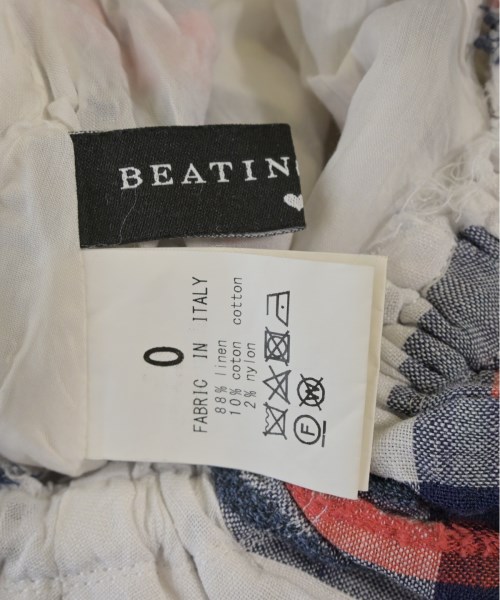 BEATIN
0
FABRIC IN ITALY
88% linen
10% coton cotton
2% nylon
F
W